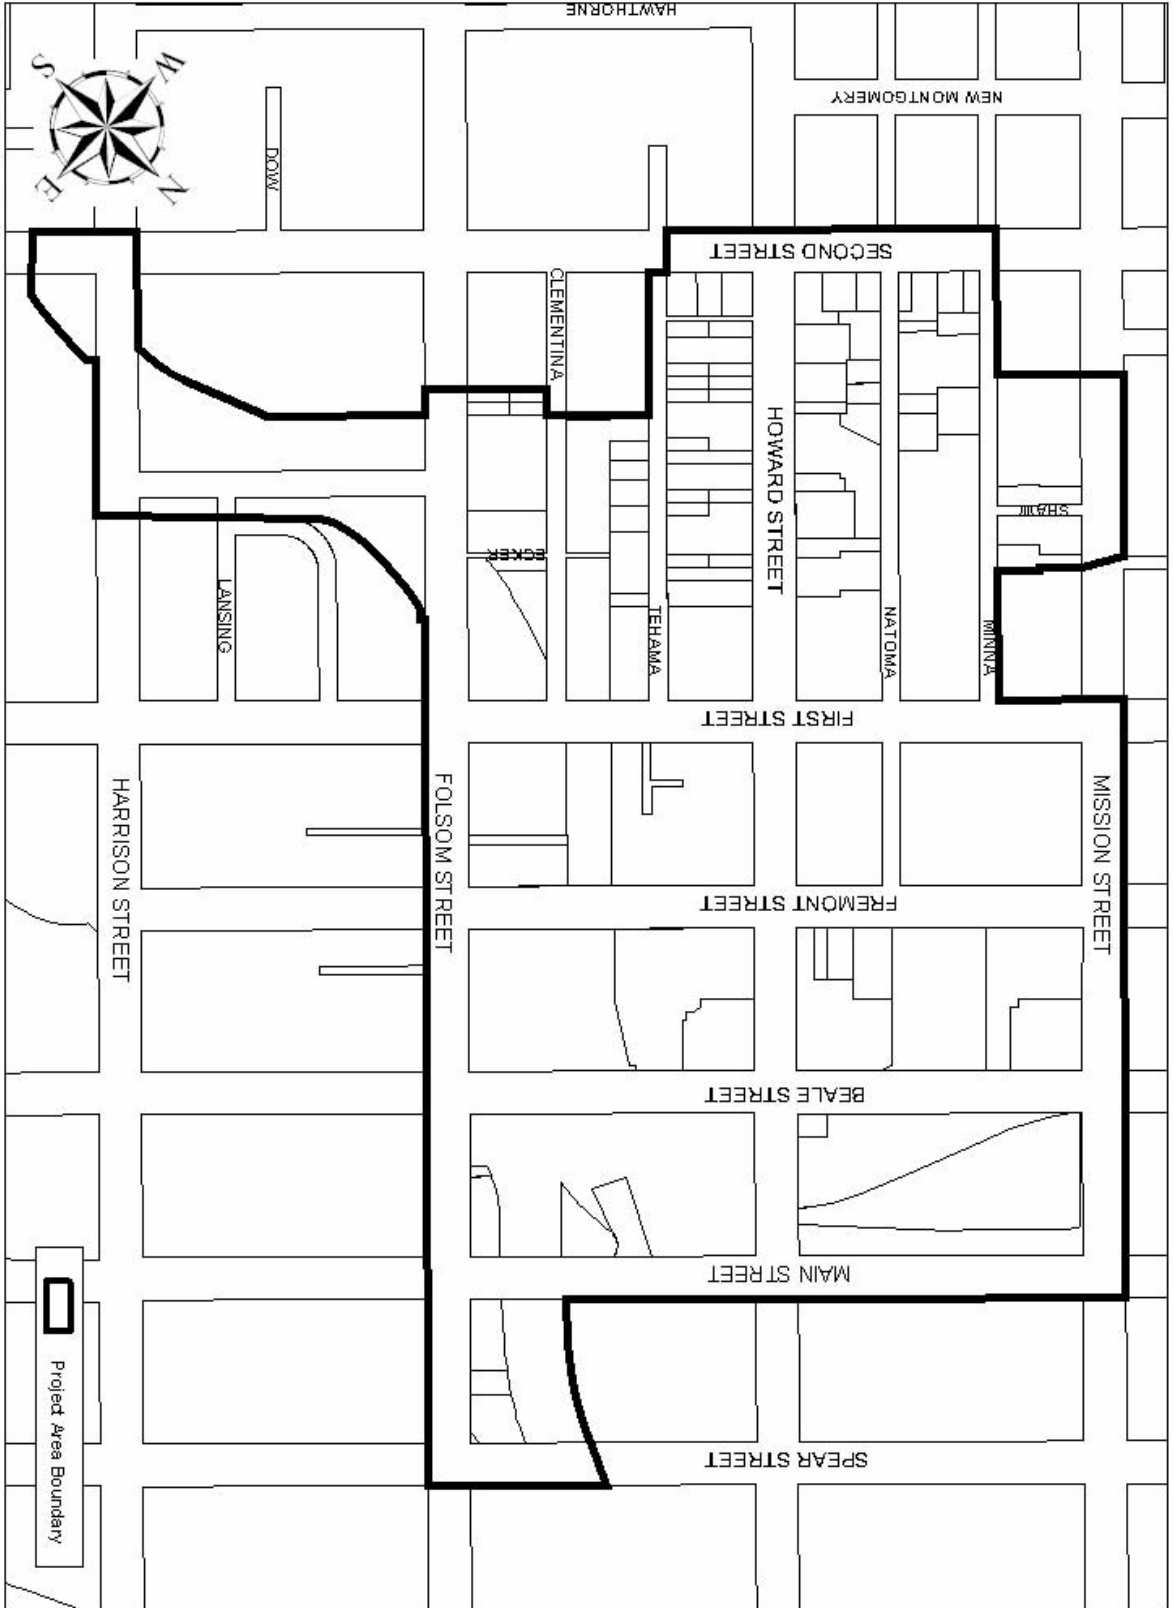 HAWTHORNE
NEW MONTGOMERY
S
W
E
N
DOW
SECOND STREET
CLEMENTINA
HOWARD STREET
SHAW
ECKER
LANSING
TEHAMA
NATOMA
MINNA
FIRST STREET
HARRISON STREET
FOLSOM STREET
MISSION STREET
FREMONT STREET
BEALE STREET
MAIN STREET
SPEAR STREET
Project Area Boundary